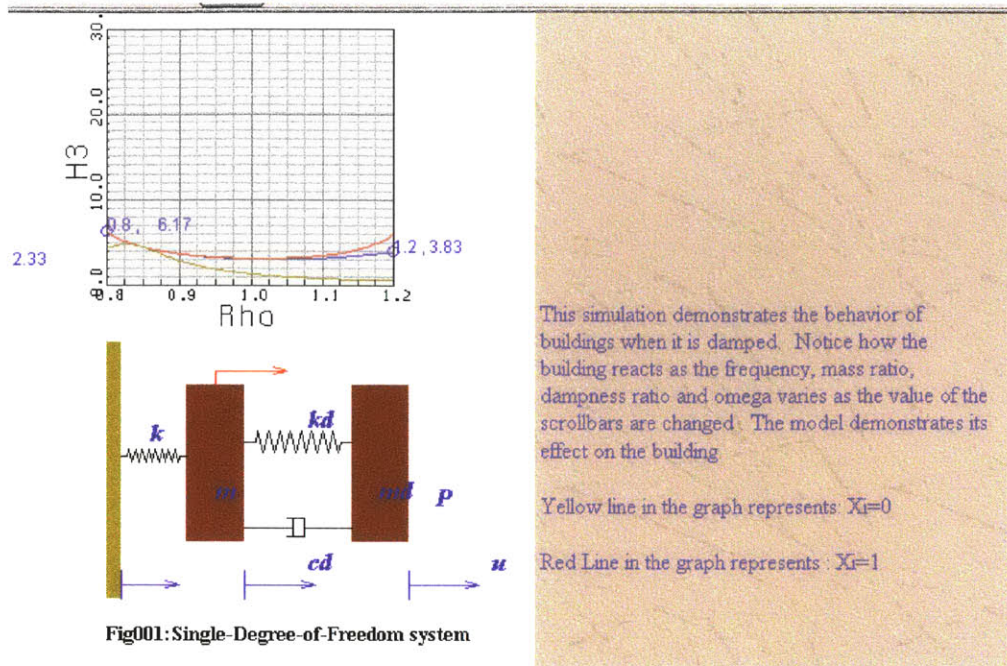 30.
20.0
H3
10.0
0.8, 6.17
1.2, 3.83
2.33
0.8 0.9 1.0 1.1 1.2
Rho
k
kd
m
md
p
cd
u
Fig001: Single-Degree-of-Freedom system
This simulation demonstrates the behavior of
buildings when it is damped. Notice how the
building reacts as the frequency, mass ratio,
dampness ratio and omega varies as the value of the
scrollbars are changed. The model demonstrates its
effect on the building
Yellow line in the graph represents: Xi=0
Red Line in the graph represents : Xi=1